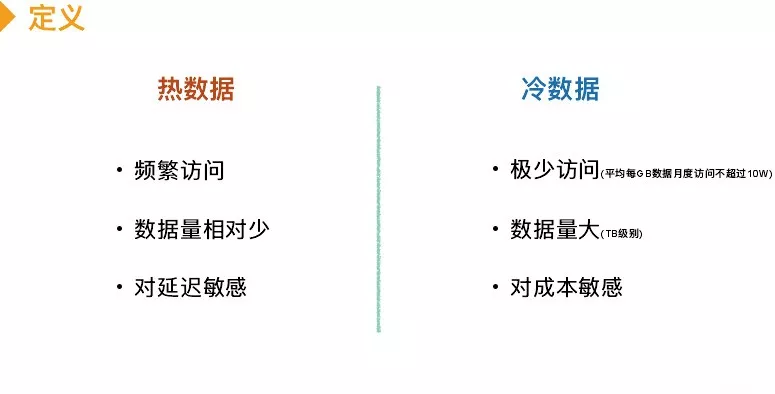 定义
热数据
• 频繁访问
• 数据量相对少
• 对延迟敏感
冷数据
• 极少访问(平均每GB数据月度访问不超过10W)
• 数据量大(TB级别)
• 对成本敏感